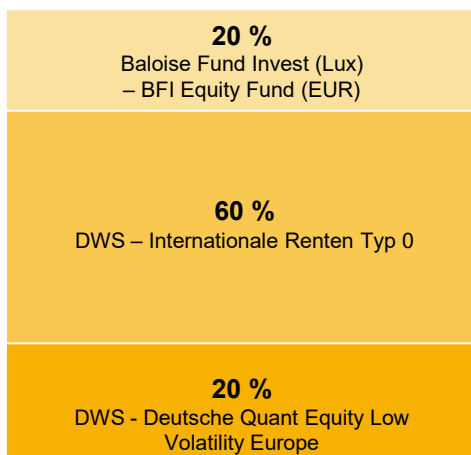 20 %
Baloise Fund Invest (Lux)
– BFI Equity Fund (EUR)
60 %
DWS – Internationale Renten Typ 0
20 %
DWS - Deutsche Quant Equity Low
Volatility Europe